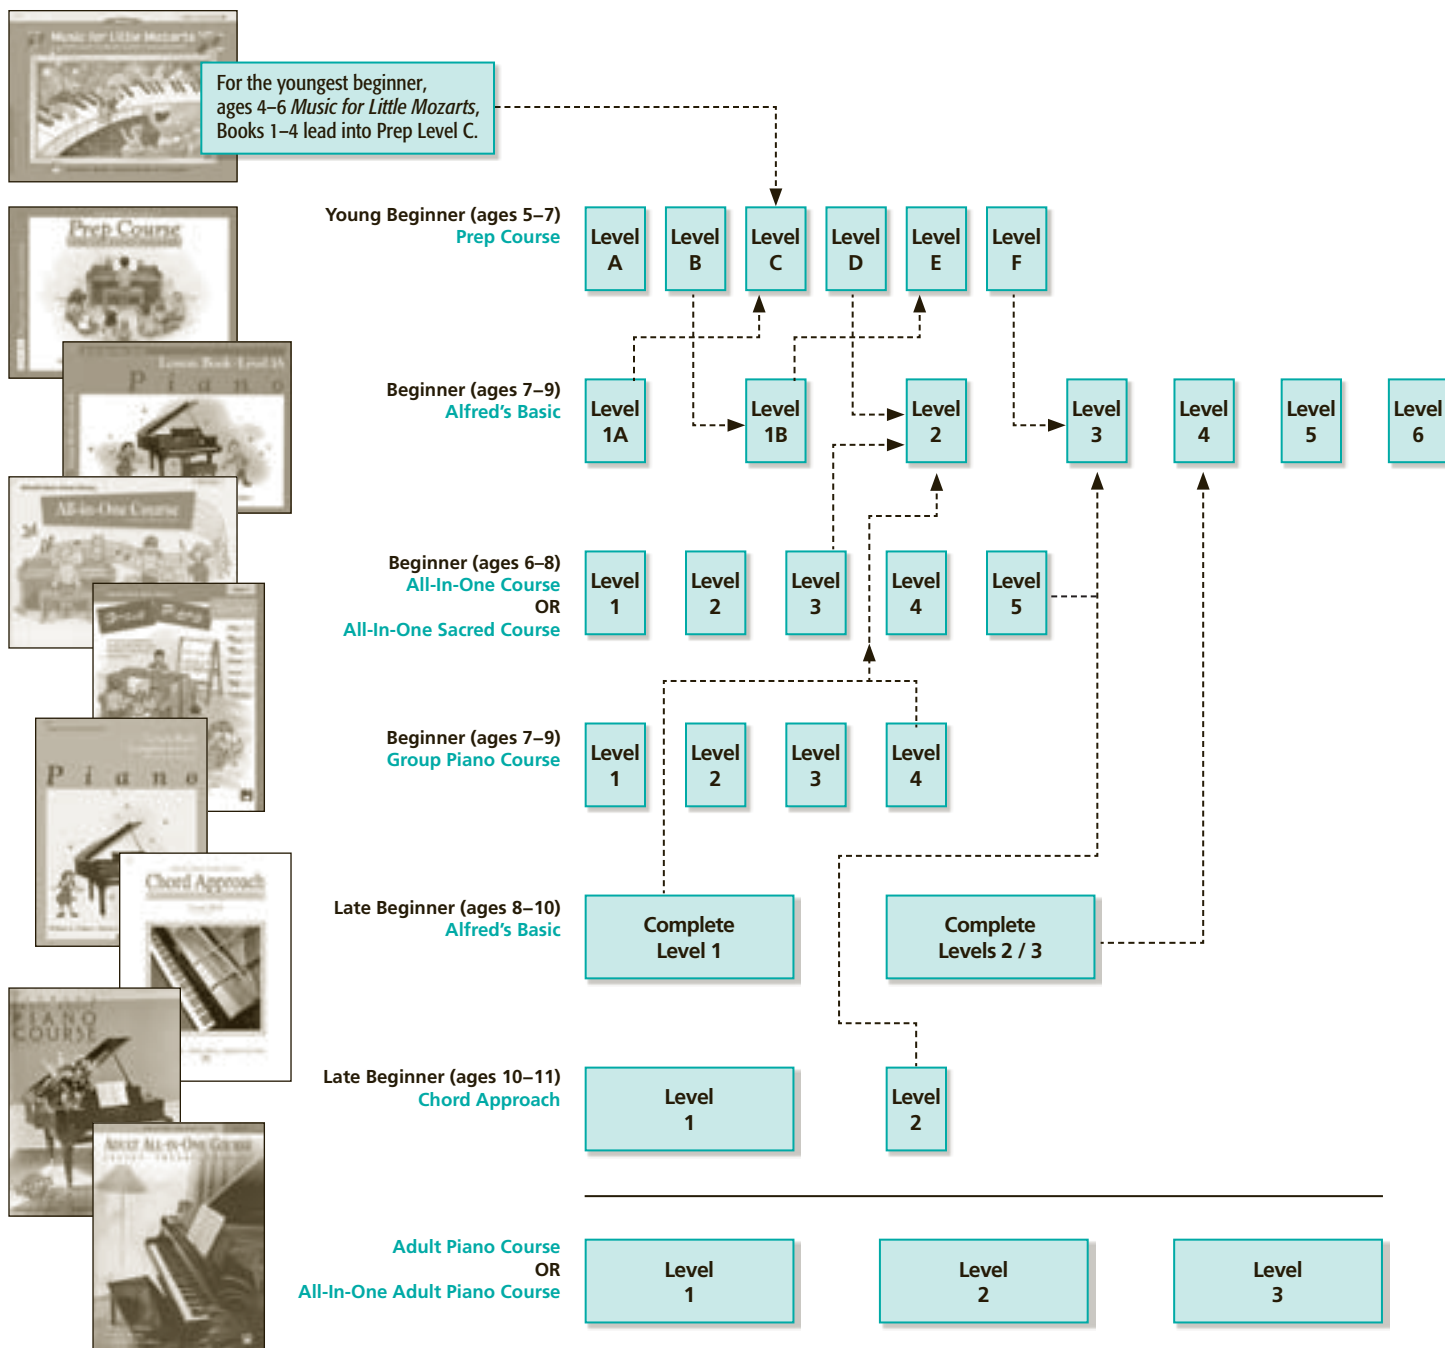 Music for Little Mozarts
For the youngest beginner,
ages 4–6 Music for Little Mozarts,
Books 1–4 lead into Prep Level C.
Prep Course
Young Beginner (ages 5–7)
Prep Course
Level
A
Level
B
Level
C
Level
D
Level
E
Level
F
Lesson Book · Level 1A
Piano
Beginner (ages 7–9)
Alfred's Basic
Level
1A
Level
1B
Level
2
Level
3
Level
4
Level
5
Level
6
All-in-One Course
Beginner (ages 6–8)
All-In-One Course
OR
All-In-One Sacred Course
Level
1
Level
2
Level
3
Level
4
Level
5
Beginner (ages 7–9)
Group Piano Course
Level
1
Level
2
Level
3
Level
4
Piano
Chord Approach
Late Beginner (ages 8–10)
Alfred's Basic
Complete
Level 1
Complete
Levels 2 / 3
PIANO
COURSE
Late Beginner (ages 10–11)
Chord Approach
Level
1
Level
2
ADULT ALL-IN-ONE COURSE
Adult Piano Course
OR
All-In-One Adult Piano Course
Level
1
Level
2
Level
3